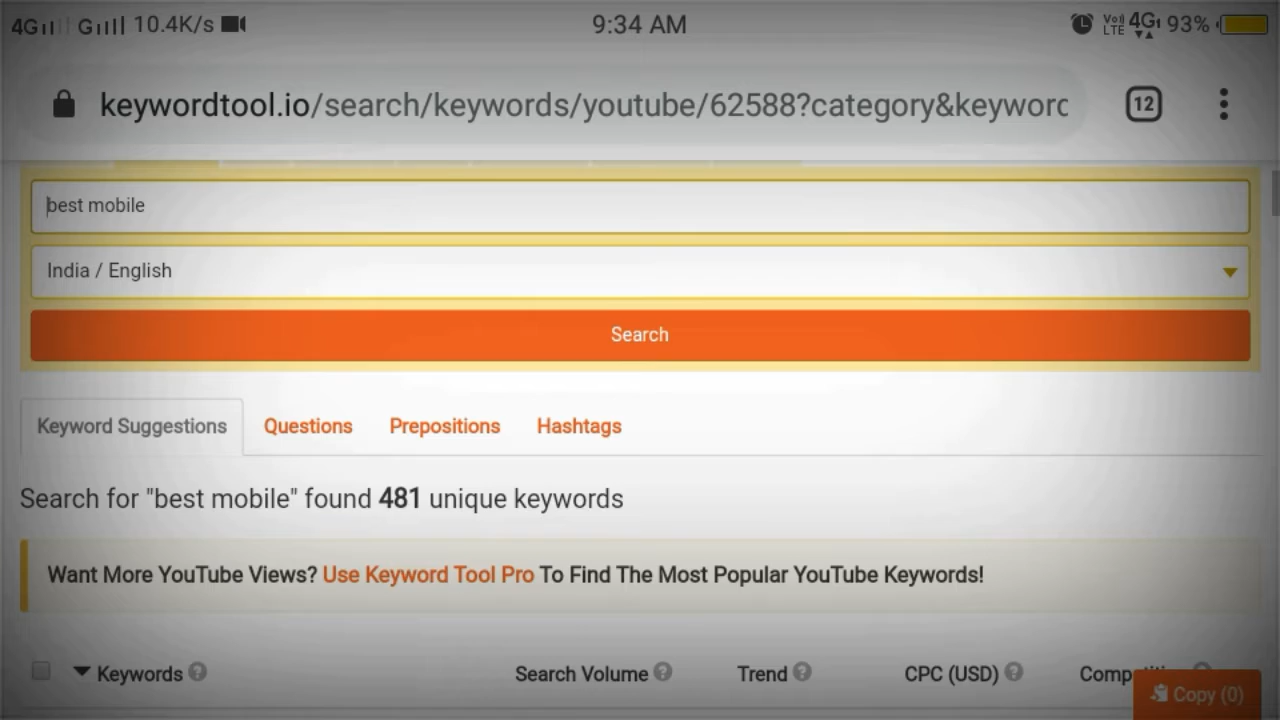 4G G 10.4K/s 9:34 AM Vo) LTE 4G 93%
keywordtool.io/search/keywords/youtube/62588?category&keyword
12
best mobile
India / English
Search
Keyword Suggestions Questions Prepositions Hashtags
Search for "best mobile" found 481 unique keywords
Want More YouTube Views? Use Keyword Tool Pro To Find The Most Popular YouTube Keywords!
Keywords ? Search Volume ? Trend ? CPC (USD) ?
Copy (0)